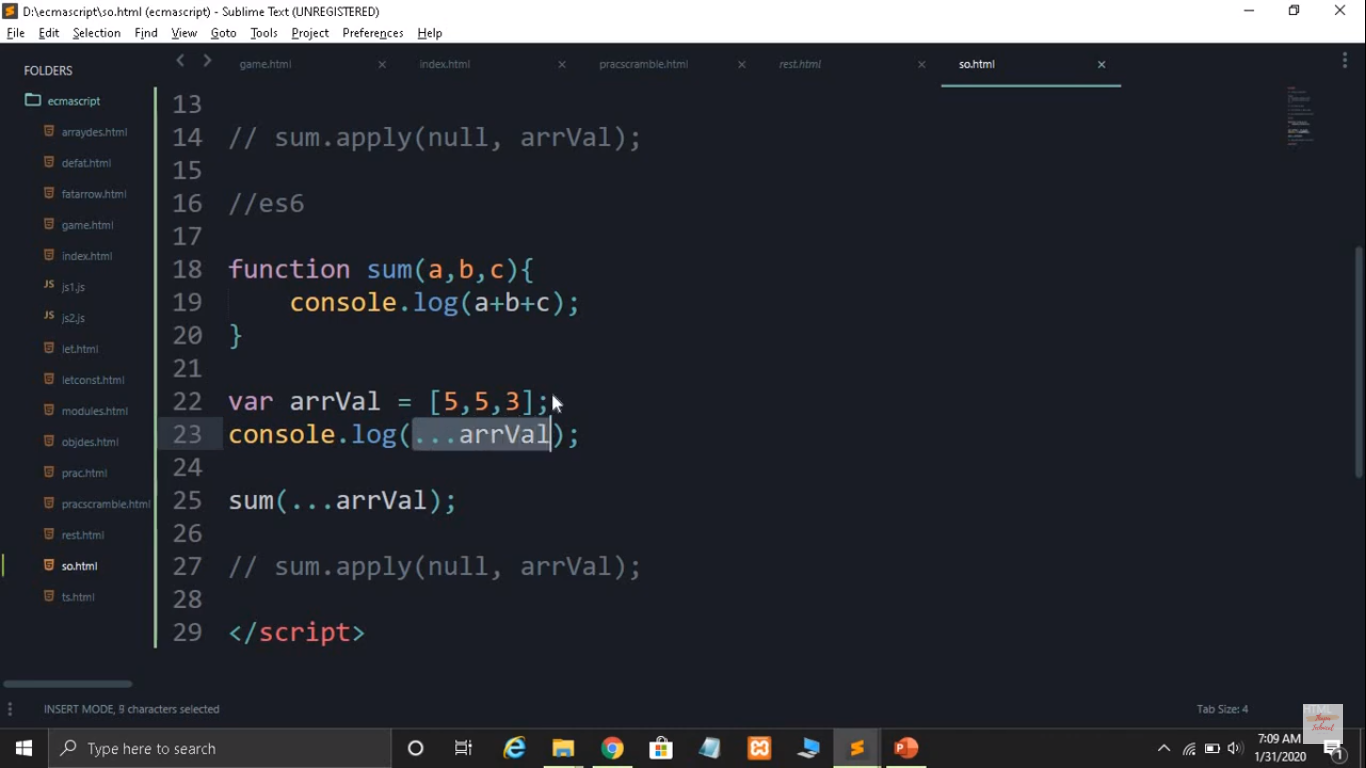 D:\ecmascript\so.html (ecmascript) - Sublime Text (UNREGISTERED)
File Edit Selection Find View Goto Tools Project Preferences Help
FOLDERS
ecmascript
arraydes.html
defat.html
fatarrow.html
game.html
index.html
js1.js
js2.js
let.html
letconst.html
modules.html
objdes.html
prac.html
pracscramble.html
rest.html
so.html
ts.html
game.html index.html pracscramble.html rest.html so.html
13
14 // sum.apply(null, arrVal);
15
16 //es6
17
18 function sum(a,b,c){
19 console.log(a+b+c);
20 }
21
22 var arrVal = [5,5,3];
23 console.log(...arrVal);
24
25 sum(...arrVal);
26
27 // sum.apply(null, arrVal);
28
29 </script>
INSERT MODE, 9 characters selected Tab Size: 4
HTML
Type here to search
7:09 AM
1/31/2020
1